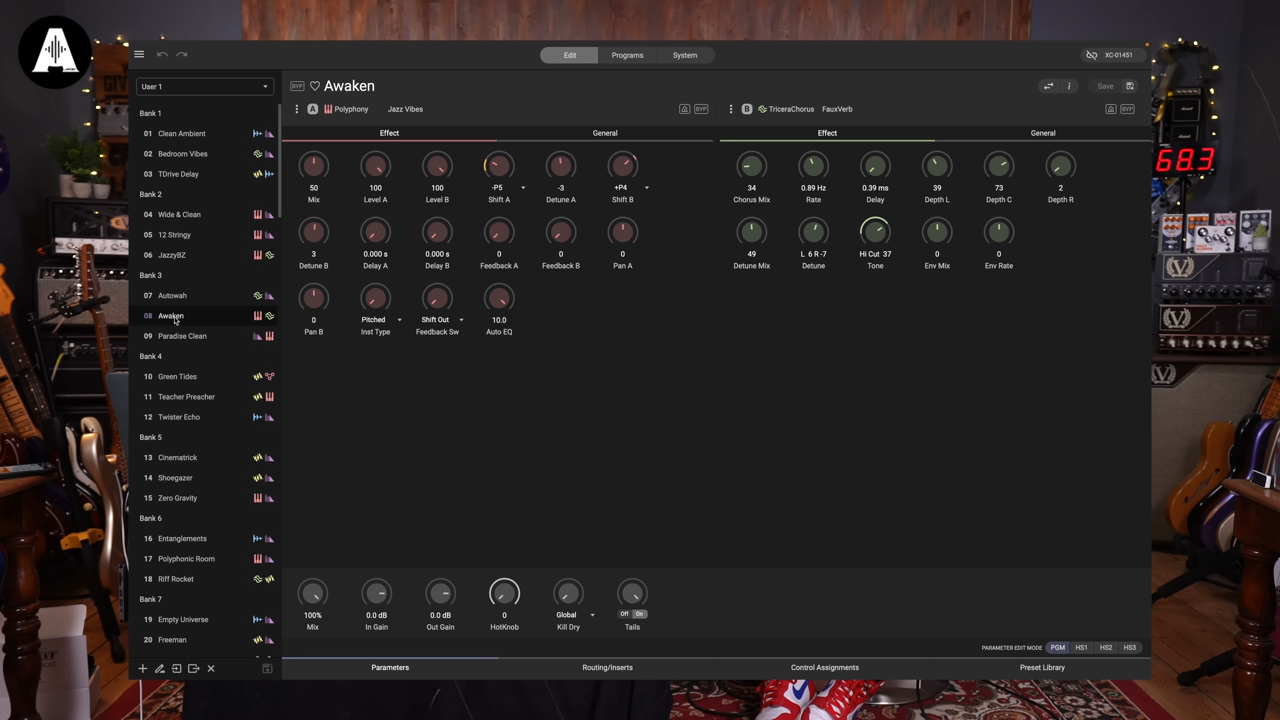 Edit Programs System XC-01451
User 1
BYP Awaken i Save
A Polyphony Jazz Vibes BYP B TriceraChorus FauxVerb BYP
Effect General Effect General
Bank 1
01 Clean Ambient
02 Bedroom Vibes
03 TDrive Delay
Bank 2
04 Wide & Clean
05 12 Stringy
06 JazzyBZ
Bank 3
07 Autowah
08 Awaken
09 Paradise Clean
Bank 4
10 Green Tides
11 Teacher Preacher
12 Twister Echo
Bank 5
13 Cinematrick
14 Shoegazer
15 Zero Gravity
Bank 6
16 Entanglements
17 Polyphonic Room
18 Riff Rocket
Bank 7
19 Empty Universe
20 Freeman
50 100 100 -P5 -3 +P4
Mix Level A Level B Shift A Detune A Shift B
3 0.000 s 0.000 s 0 0 0
Detune B Delay A Delay B Feedback A Feedback B Pan A
0 Pitched Shift Out 10.0
Pan B Inst Type Feedback Sw Auto EQ
34 0.89 Hz 0.39 ms 39 73 2
Chorus Mix Rate Delay Depth L Depth C Depth R
49 L 6 R -7 Hi Cut 37 0 0
Detune Mix Detune Tone Env Mix Env Rate
100% 0.0 dB 0.0 dB 0 Global Off On
Mix In Gain Out Gain HotKnob Kill Dry Tails
PARAMETER EDIT MODE PGM HS1 HS2 HS3
Parameters Routing/Inserts Control Assignments Preset Library
68.3